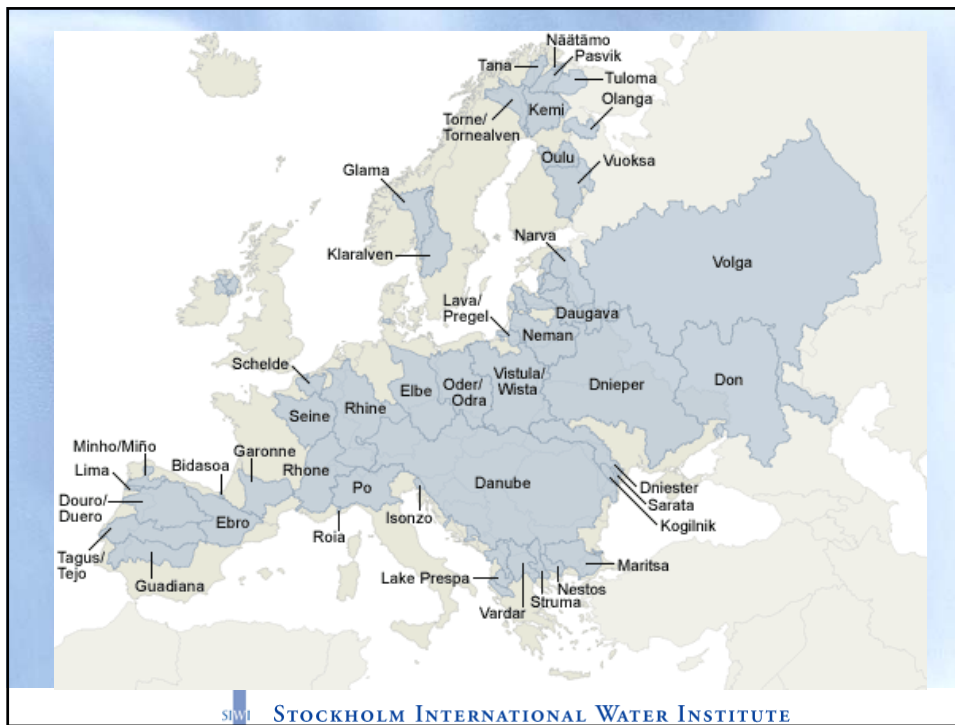 Näätämo
Pasvik
Tana
Tuloma
Olanga
Kemi
Torne/
Tornealven
Oulu
Vuoksa
Glama
Klaralven
Narva
Volga
Lava/
Pregel
Daugava
Neman
Schelde
Elbe
Oder/
Odra
Vistula/
Wista
Dnieper
Don
Seine
Rhine
Minho/Miño
Garonne
Lima
Bidasoa
Rhone
Po
Danube
Dniester
Sarata
Kogilnik
Douro/
Duero
Ebro
Isonzo
Roia
Tagus/
Tejo
Guadiana
Lake Prespa
Maritsa
Nestos
Struma
Vardar
SIWI STOCKHOLM INTERNATIONAL WATER INSTITUTE